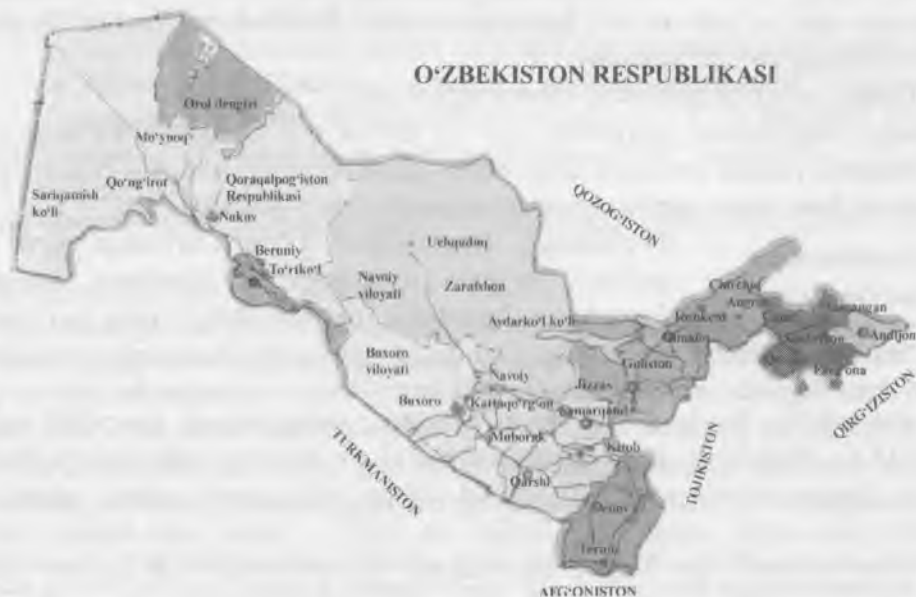 O‘ZBEKISTON RESPUBLIKASI
Orol dengizi
Mo‘ynoq
Qo‘ng‘irot
Qoraqalpog‘iston
Respublikasi
Sariqamish
ko‘li
Nukus
QOZOG‘ISTON
Beruniy
To‘rtko‘l
Uchquduq
Navoiy
viloyati
Zarafshon
Chirchiq
Angren
Toshkent
Namangan
Andijon
Aydarko‘l ko‘li
Guliston
Farg‘ona
Buxoro
viloyati
Navoiy
Jizzax
Buxoro
Kattaqo‘rg‘on
Samarqand
QIRG‘IZISTON
Muborak
Kitob
TURKMANISTON
TOJIKISTON
Qarshi
Denov
Termiz
AFG‘ONISTON